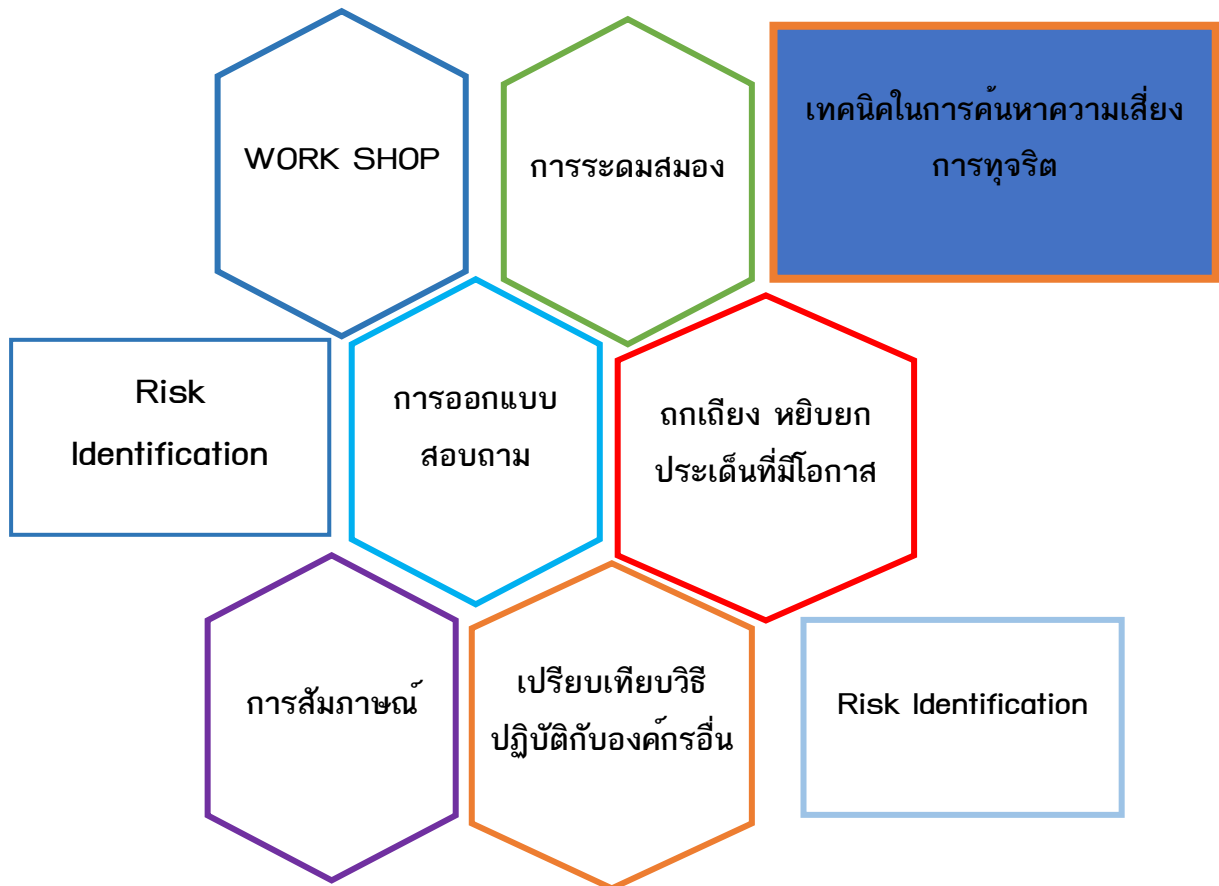 WORK SHOP
การระดมสมอง
เทคนิคในการค้นหาความเสี่ยง
การทุจริต
Risk
Identification
การออกแบบ
สอบถาม
ถกเถียง หยิบยก
ประเด็นที่มีโอกาส
การสัมภาษณ์
เปรียบเทียบวิธี
ปฏิบัติกับองค์กรอื่น
Risk Identification